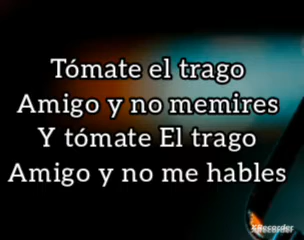 Tómate el trago
Amigo y no memires
Y tómate El trago
Amigo y no me hables